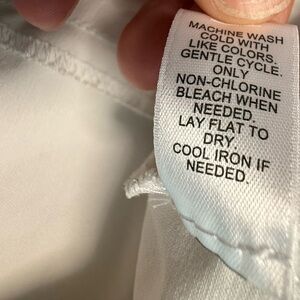 MACHINE WASH
COLD WITH
LIKE COLORS.
GENTLE CYCLE.
ONLY
NON-CHLORINE
BLEACH WHEN
NEEDED.
LAY FLAT TO
DRY.
COOL IRON IF
NEEDED.